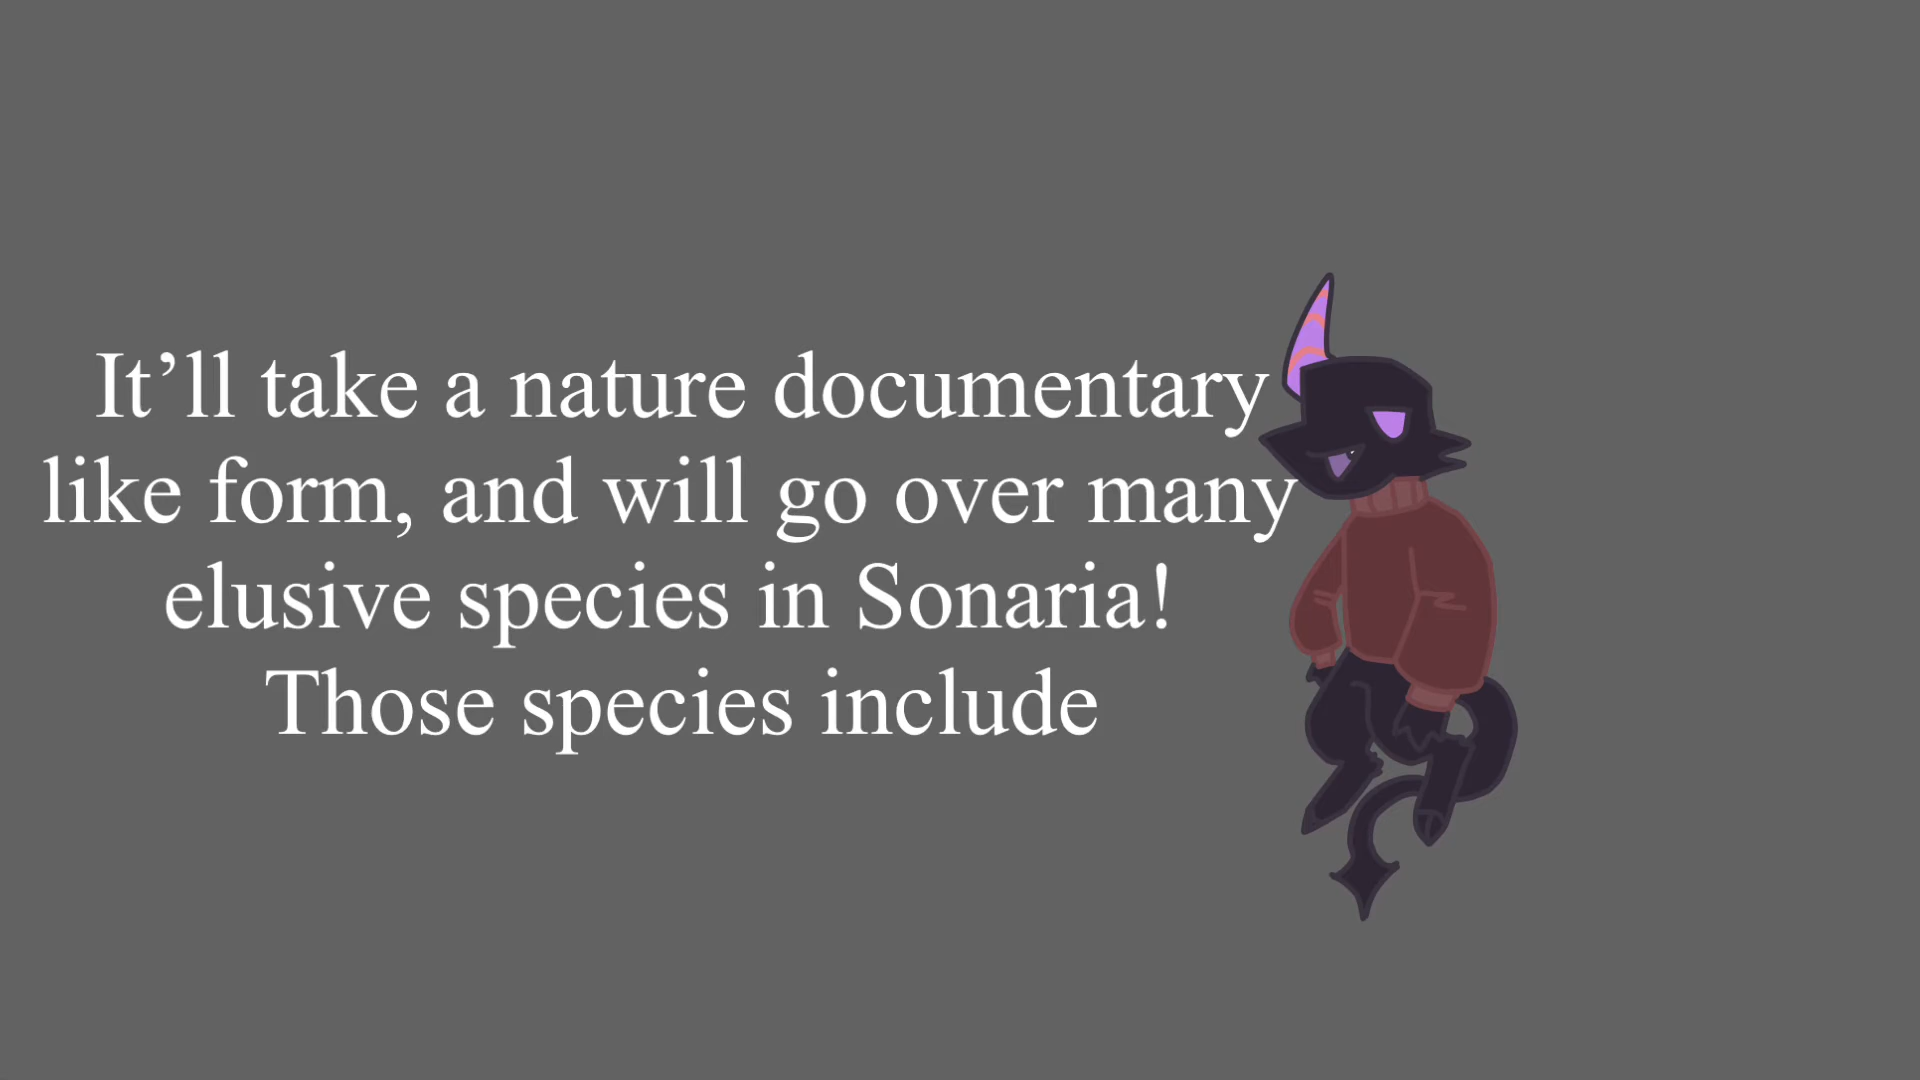 It’ll take a nature documentary
like form, and will go over many
elusive species in Sonaria!
Those species include